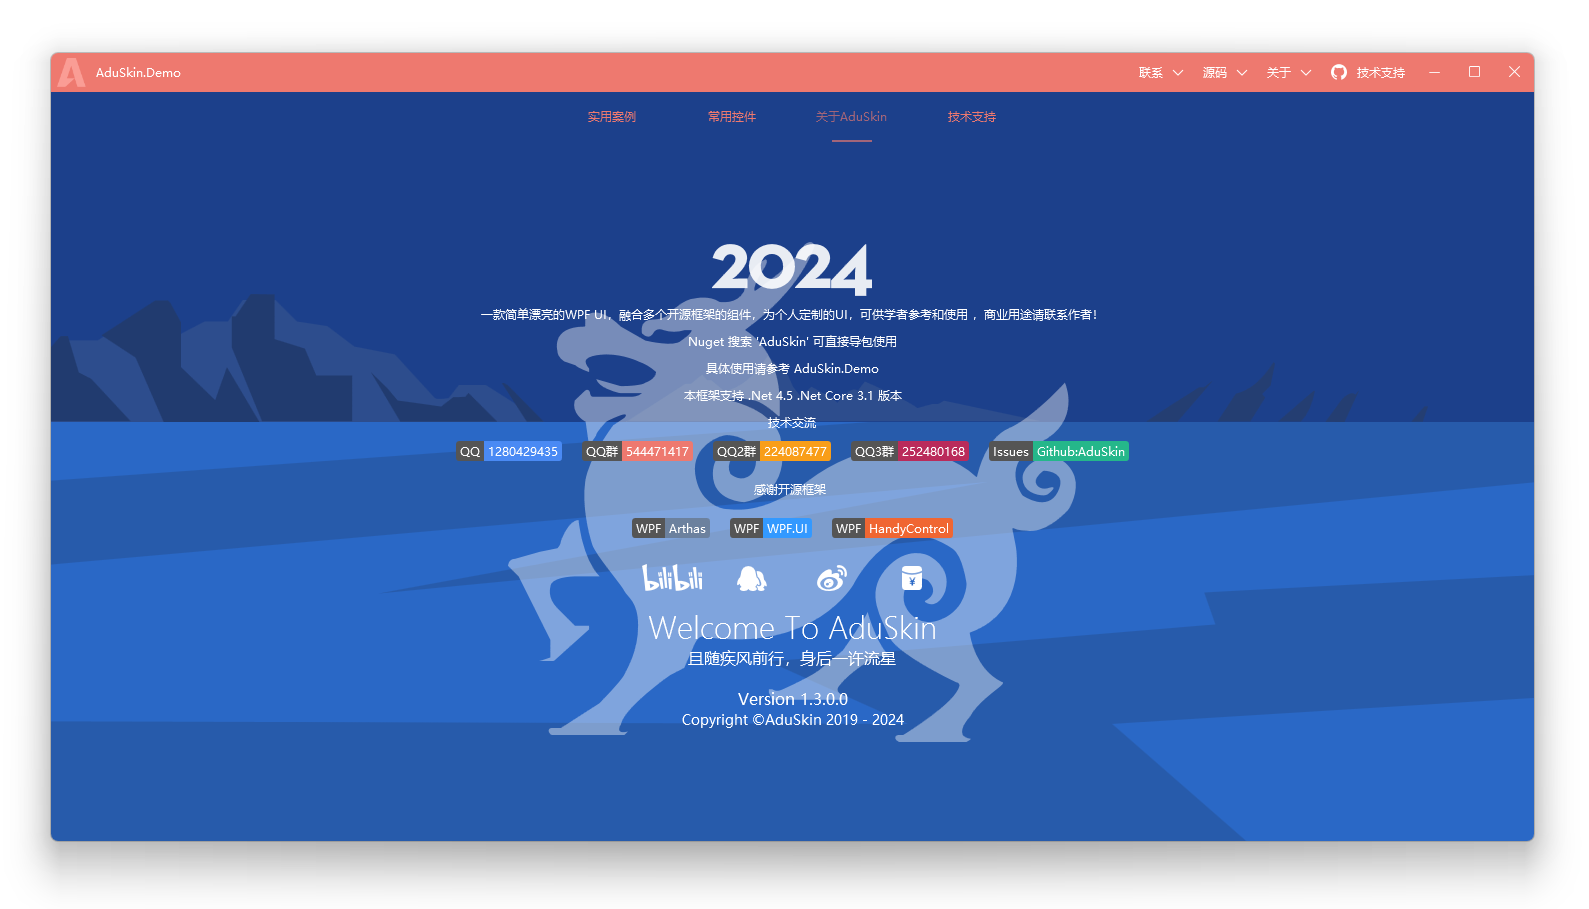 AduSkin.Demo 联系 源码 关于 技术支持
实用案例 常用控件 关于AduSkin 技术支持
2024
一款简单漂亮的WPF UI，融合多个开源框架的组件，为个人定制的UI，可供学者参考和使用 ，商业用途请联系作者!
Nuget 搜索 'AduSkin' 可直接导包使用
具体使用请参考 AduSkin.Demo
本框架支持 .Net 4.5 .Net Core 3.1 版本
技术交流
QQ 1280429435 QQ群 544471417 QQ2群 224087477 QQ3群 252480168 Issues Github:AduSkin
感谢开源框架
WPF Arthas WPF WPF.UI WPF HandyControl
bilibili ¥
Welcome To AduSkin
且随疾风前行，身后一许流星
Version 1.3.0.0
Copyright ©AduSkin 2019 - 2024